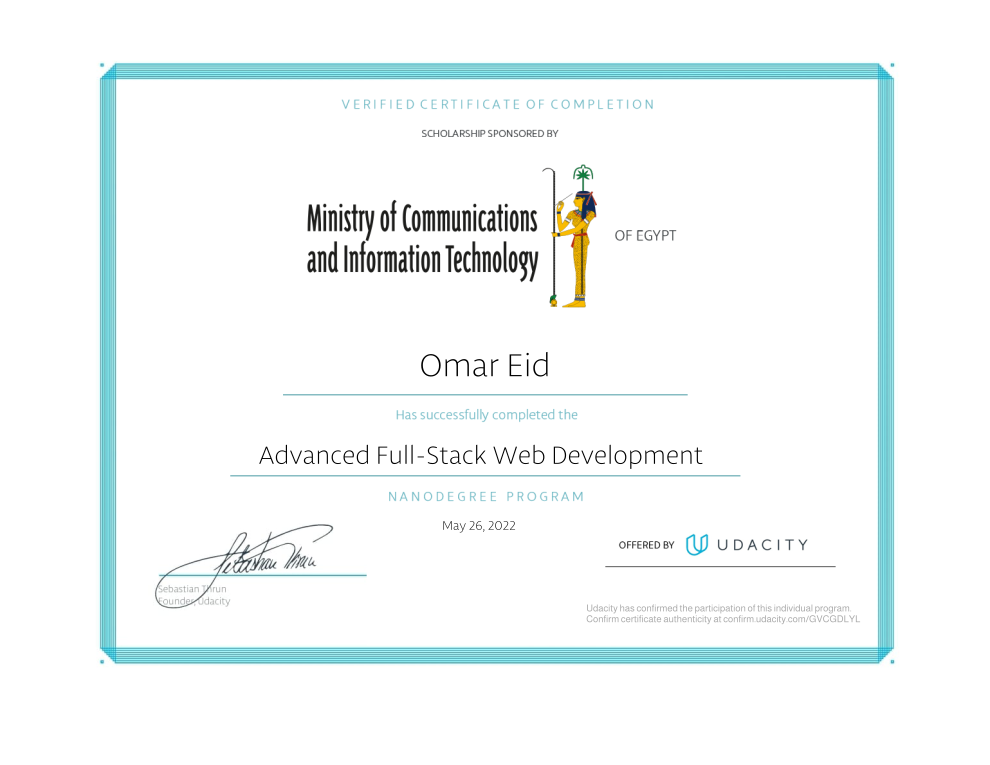 VERIFIED CERTIFICATE OF COMPLETION
SCHOLARSHIP SPONSORED BY
Ministry of Communications
and Information Technology
OF EGYPT
Omar Eid
Has successfully completed the
Advanced Full-Stack Web Development
NANODEGREE PROGRAM
May 26, 2022
Sebastian Thrun
OFFERED BY UDACITY
Sebastian Thrun
Founder, Udacity
Udacity has confirmed the participation of this individual program.
Confirm certificate authenticity at confirm.udacity.com/GVCGDLYL